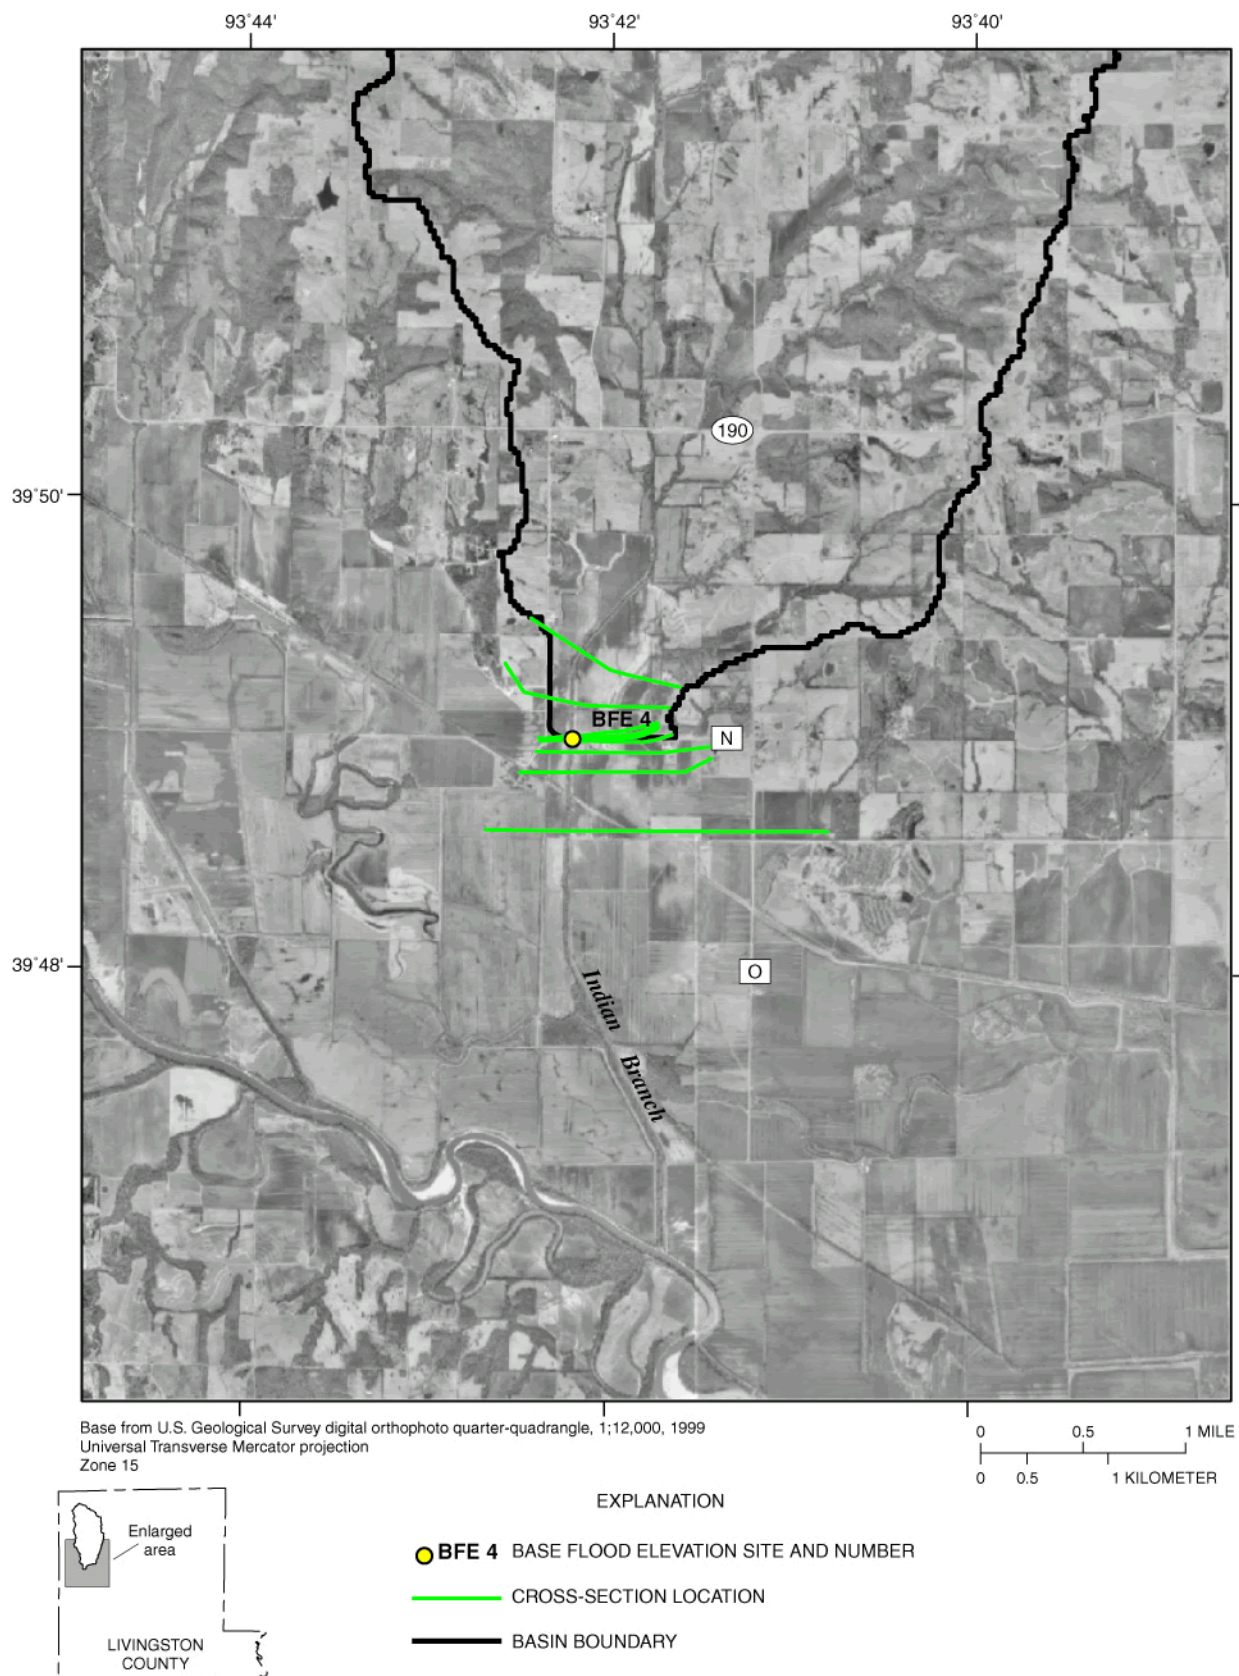 93°44' 93°42' 93°40'
190
39°50'
BFE 4
N
39°48'
O
Indian
Branch
Base from U.S. Geological Survey digital orthophoto quarter-quadrangle, 1;12,000, 1999
Universal Transverse Mercator projection
Zone 15
0 0.5 1 MILE
0 0.5 1 KILOMETER
EXPLANATION
Enlarged
area
BFE 4 BASE FLOOD ELEVATION SITE AND NUMBER
CROSS-SECTION LOCATION
BASIN BOUNDARY
LIVINGSTON
COUNTY